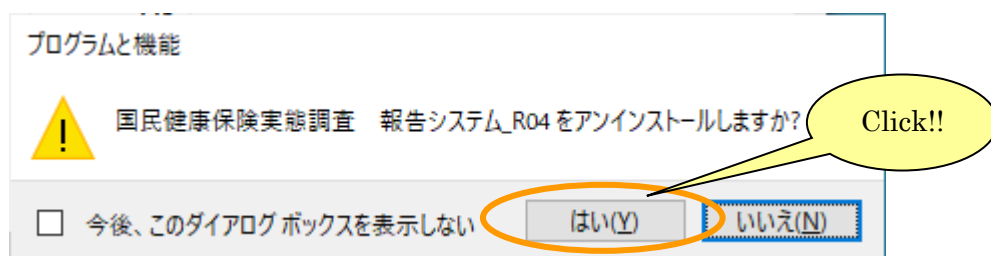 プログラムと機能
国民健康保険実態調査　報告システム_R04 をアンインストールしますか?
Click!!
今後、このダイアログ ボックスを表示しない
はい(Y)
いいえ(N)